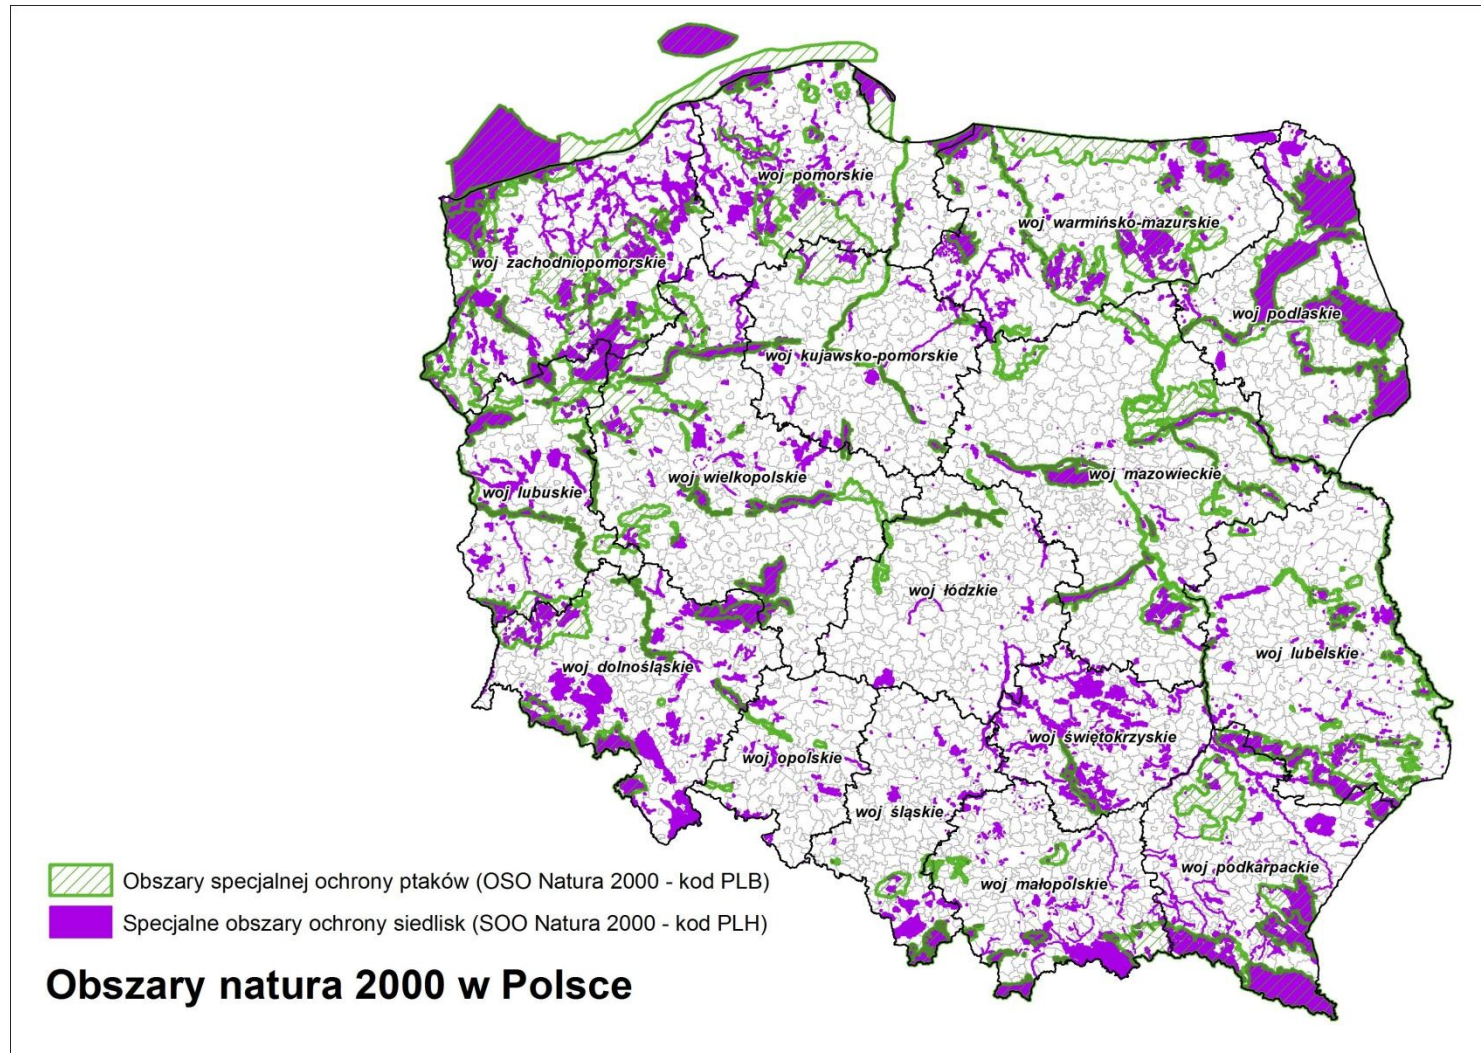 woj pomorskie
woj warmińsko-mazurskie
woj zachodniopomorskie
woj podlaskie
woj kujawsko-pomorskie
woj mazowieckie
woj wielkopolskie
woj lubuskie
woj łódzkie
woj lubelskie
woj dolnośląskie
woj świętokrzyskie
woj opolskie
woj śląskie
woj podkarpackie
woj małopolskie
Obszary specjalnej ochrony ptaków (OSO Natura 2000 - kod PLB)
Specjalne obszary ochrony siedlisk (SOO Natura 2000 - kod PLH)
Obszary natura 2000 w Polsce